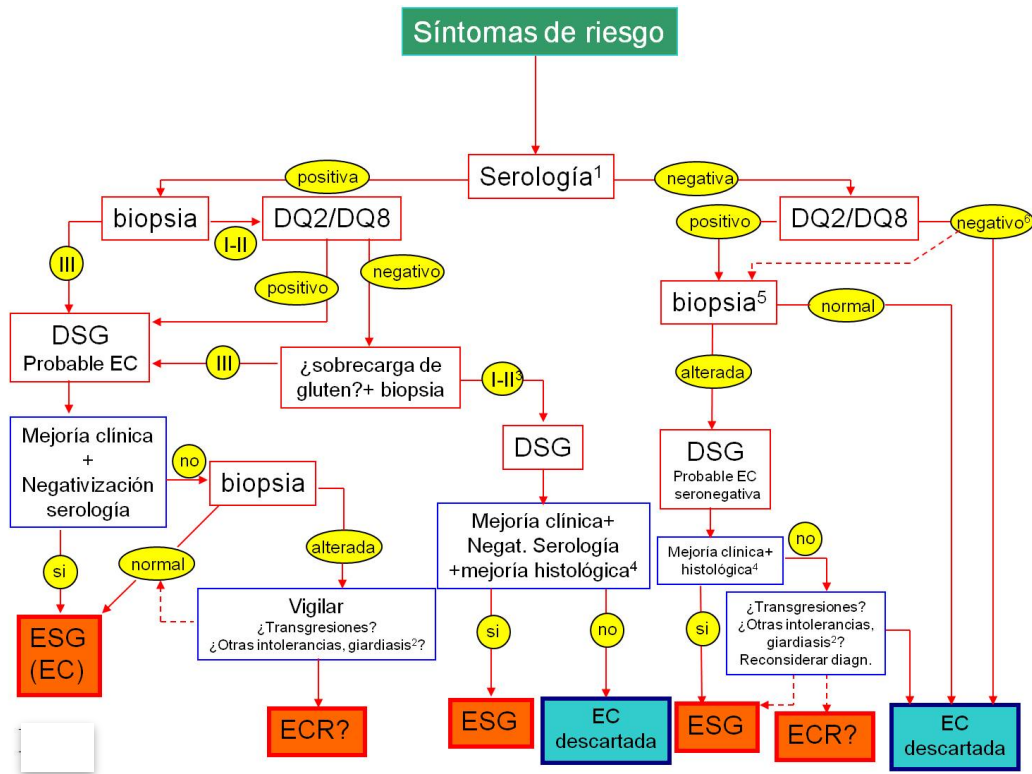 Síntomas de riesgo
Serología¹
positiva
negativa
biopsia
I-II
DQ2/DQ8
DQ2/DQ8
positivo
negativo⁶
III
positivo
negativo
biopsia⁵
normal
DSG
Probable EC
III
¿sobrecarga de
gluten?+ biopsia
I-II³
alterada
Mejoría clínica
+
Negativización
serología
no
biopsia
DSG
DSG
Probable EC
seronegativa
si
normal
alterada
Mejoría clínica+
Negat. Serología
+mejoría histológica⁴
Mejoría clínica+
histológica⁴
no
Vigilar
¿Transgresiones?
¿Otras intolerancias, giardiasis²?
si
no
si
¿Transgresiones?
¿Otras intolerancias,
giardiasis²?
Reconsiderar diagn.
ESG
(EC)
ECR?
ESG
EC
descartada
ESG
ECR?
EC
descartada